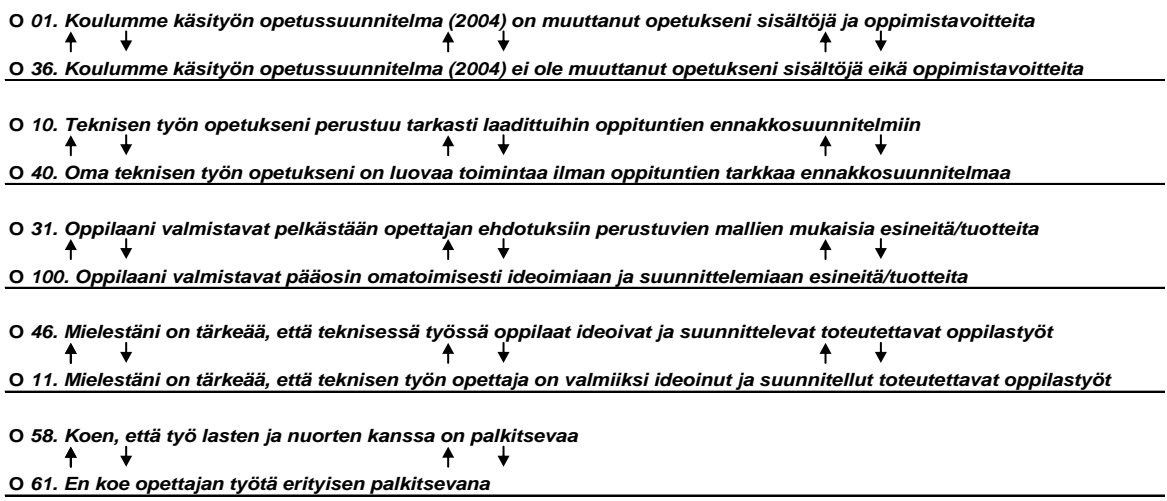 O 01. Koulumme käsityön opetussuunnitelma (2004) on muuttanut opetukseni sisältöjä ja oppimistavoitteita
O 36. Koulumme käsityön opetussuunnitelma (2004) ei ole muuttanut opetukseni sisältöjä eikä oppimistavoitteita
O 10. Teknisen työn opetukseni perustuu tarkasti laadittuihin oppituntien ennakkosuunnitelmiin
O 40. Oma teknisen työn opetukseni on luovaa toimintaa ilman oppituntien tarkkaa ennakkosuunnitelmaa
O 31. Oppilaani valmistavat pelkästään opettajan ehdotuksiin perustuvien mallien mukaisia esineitä/tuotteita
O 100. Oppilaani valmistavat pääosin omatoimisesti ideoimiaan ja suunnittelemiaan esineitä/tuotteita
O 46. Mielestäni on tärkeää, että teknisessä työssä oppilaat ideoivat ja suunnittelevat toteutettavat oppilastyöt
O 11. Mielestäni on tärkeää, että teknisen työn opettaja on valmiiksi ideoinut ja suunnitellut toteutettavat oppilastyöt
O 58. Koen, että työ lasten ja nuorten kanssa on palkitsevaa
O 61. En koe opettajan työtä erityisen palkitsevana